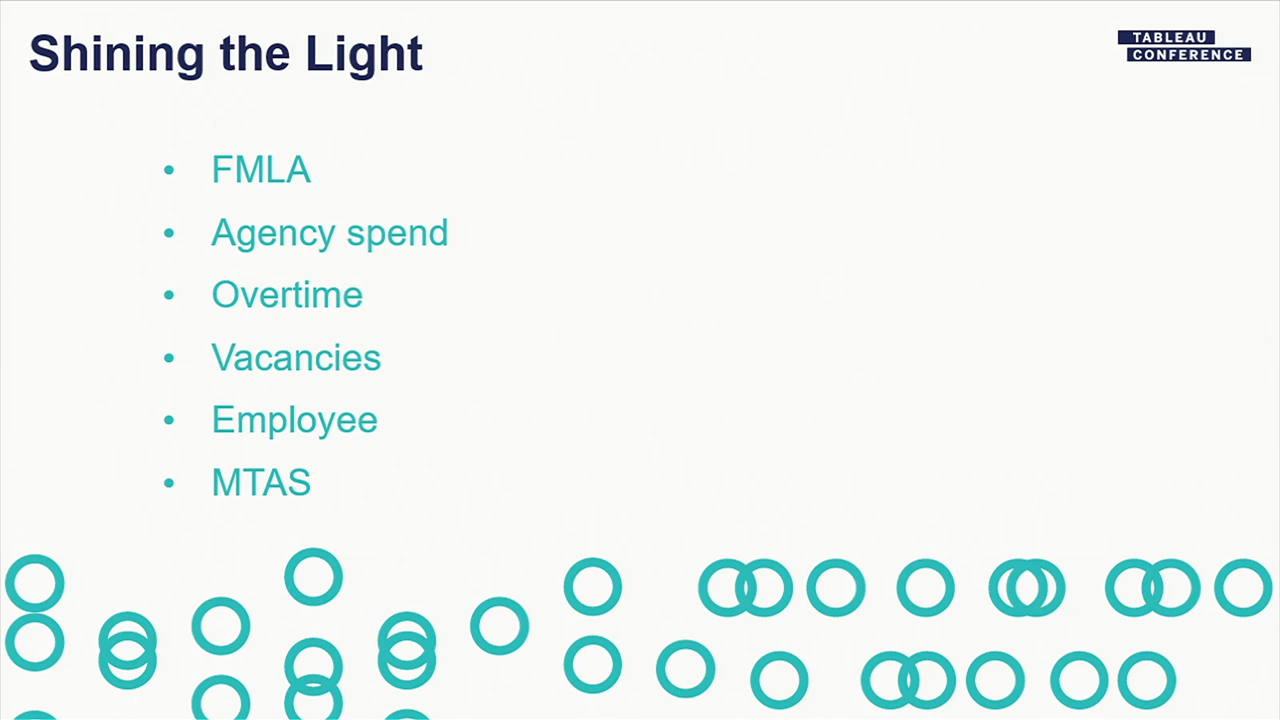 Shining the Light
TABLEAU
CONFERENCE
• FMLA
• Agency spend
• Overtime
• Vacancies
• Employee
• MTAS